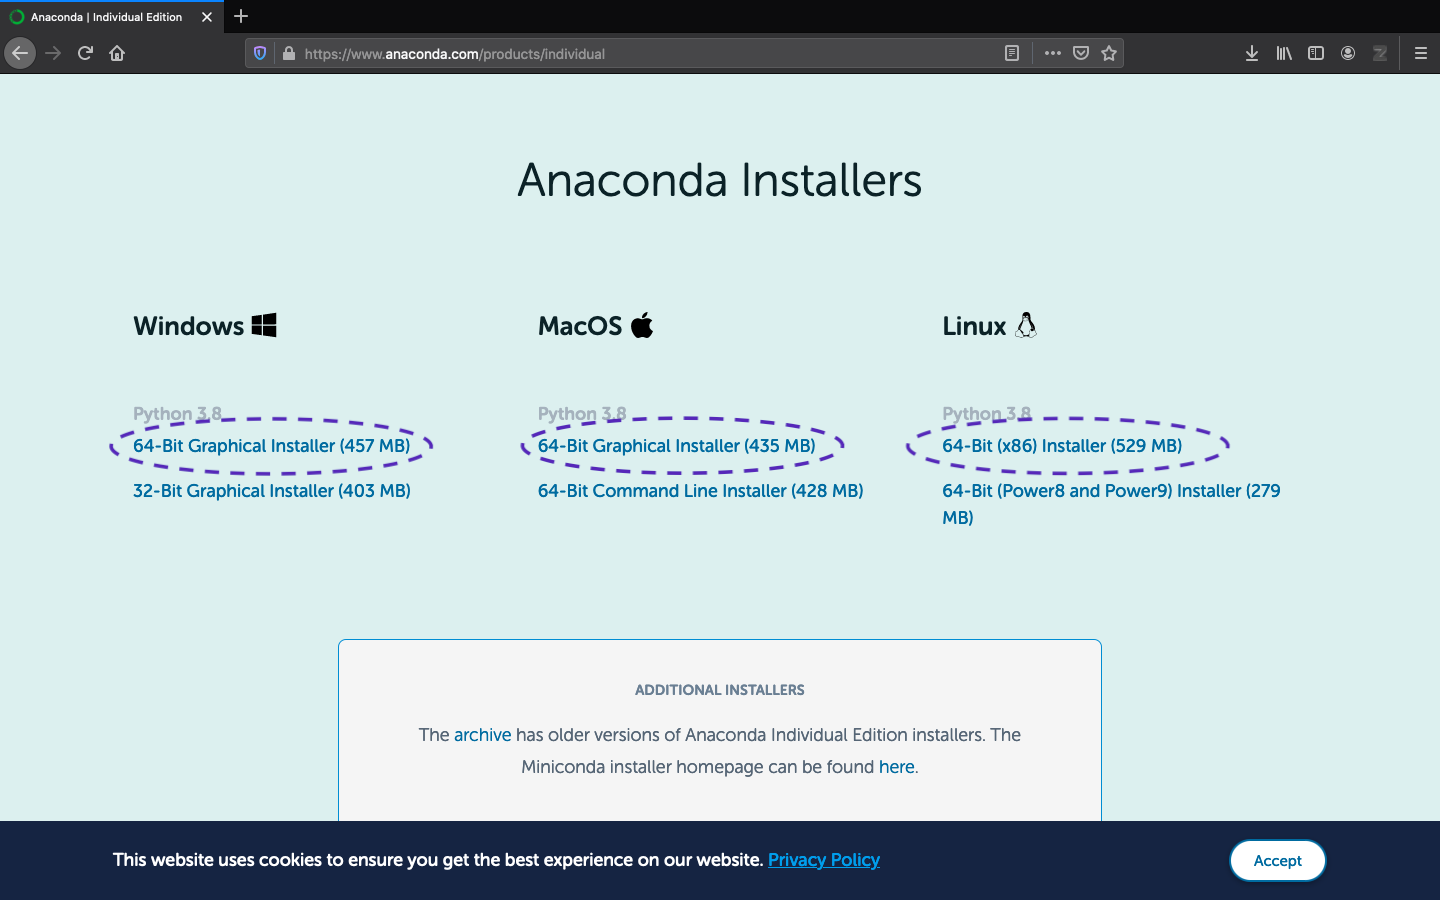 Anaconda | Individual Edition
https://www.anaconda.com/products/individual
Anaconda Installers
Windows
Python 3.8
64-Bit Graphical Installer (457 MB)
32-Bit Graphical Installer (403 MB)
MacOS
Python 3.8
64-Bit Graphical Installer (435 MB)
64-Bit Command Line Installer (428 MB)
Linux
Python 3.8
64-Bit (x86) Installer (529 MB)
64-Bit (Power8 and Power9) Installer (279
MB)
ADDITIONAL INSTALLERS
The archive has older versions of Anaconda Individual Edition installers. The
Miniconda installer homepage can be found here.
This website uses cookies to ensure you get the best experience on our website. Privacy Policy
Accept